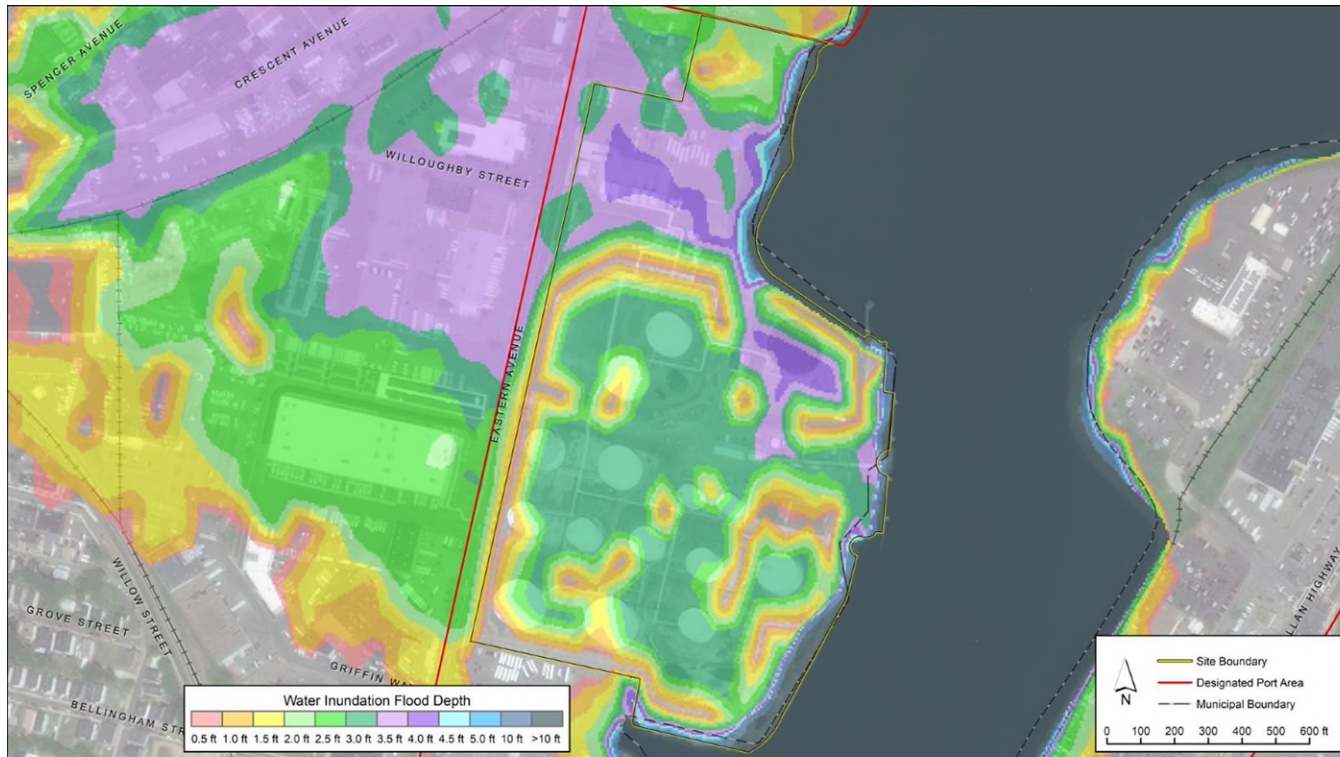 SPENCER AVENUE
CRESCENT AVENUE
WILLOUGHBY STREET
EASTERN AVENUE
WILLOW STREET
GROVE STREET
BELLINGHAM STR
GRIFFIN WA
LLAN HIGHWAY
Water Inundation Flood Depth
0.5 ft 1.0 ft 1.5 ft 2.0 ft 2.5 ft 3.0 ft 3.5 ft 4.0 ft 4.5 ft 5.0 ft 10 ft >10 ft
N
Site Boundary
Designated Port Area
Municipal Boundary
0 100 200 300 400 500 600 ft